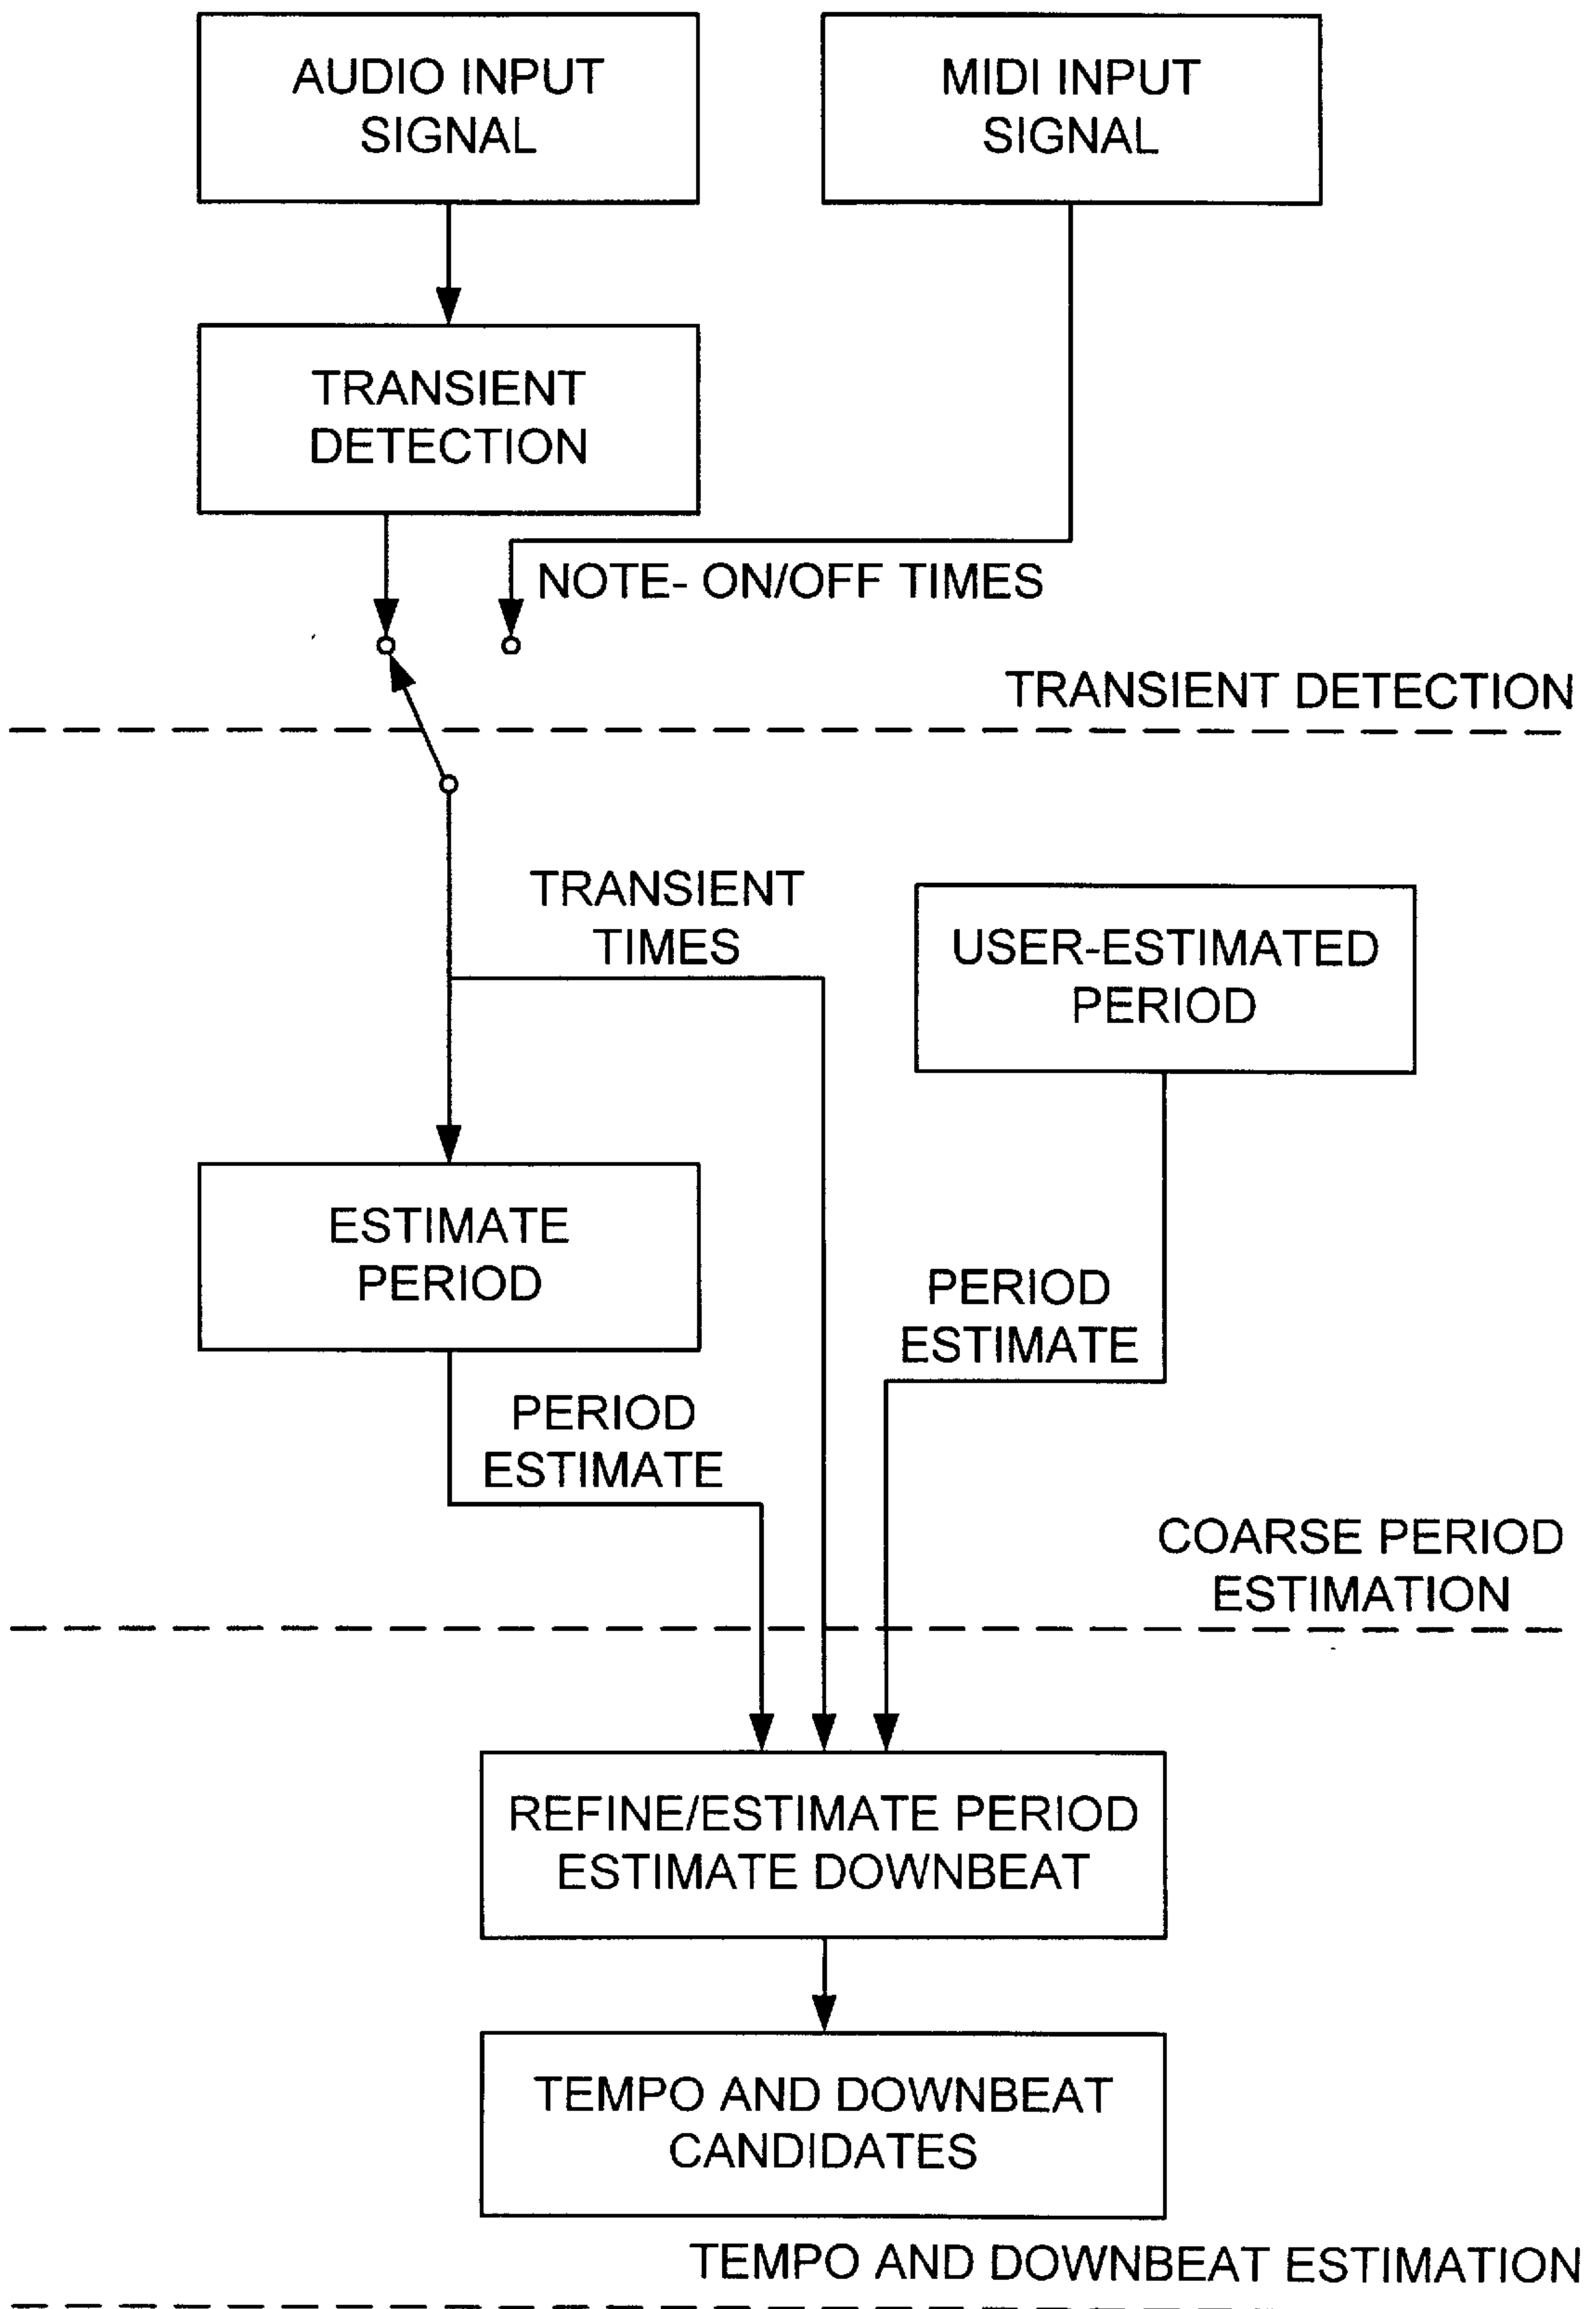 AUDIO INPUT
SIGNAL
MIDI INPUT
SIGNAL
TRANSIENT
DETECTION
NOTE- ON/OFF TIMES
TRANSIENT DETECTION
TRANSIENT
TIMES
USER-ESTIMATED
PERIOD
ESTIMATE
PERIOD
PERIOD
ESTIMATE
PERIOD
ESTIMATE
COARSE PERIOD
ESTIMATION
REFINE/ESTIMATE PERIOD
ESTIMATE DOWNBEAT
TEMPO AND DOWNBEAT
CANDIDATES
TEMPO AND DOWNBEAT ESTIMATION